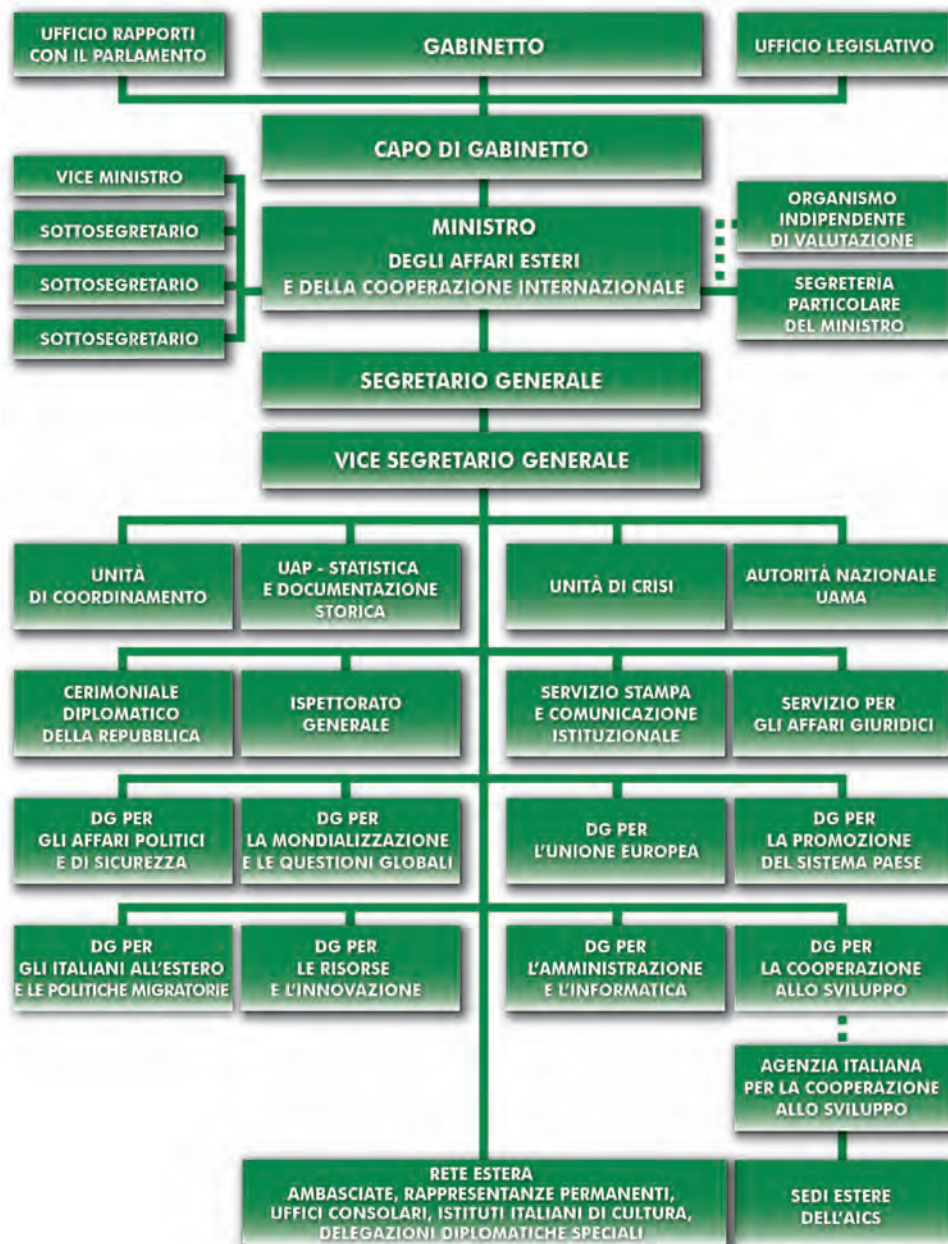 UFFICIO RAPPORTI
CON IL PARLAMENTO
GABINETTO
UFFICIO LEGISLATIVO
CAPO DI GABINETTO
VICE MINISTRO
SOTTOSEGRETARIO
SOTTOSEGRETARIO
SOTTOSEGRETARIO
MINISTRO
DEGLI AFFARI ESTERI
E DELLA COOPERAZIONE INTERNAZIONALE
ORGANISMO
INDIPENDENTE
DI VALUTAZIONE
SEGRETERIA
PARTICOLARE
DEL MINISTRO
SEGRETARIO GENERALE
VICE SEGRETARIO GENERALE
UNITÀ
DI COORDINAMENTO
UAP - STATISTICA
E DOCUMENTAZIONE
STORICA
UNITÀ DI CRISI
AUTORITÀ NAZIONALE
UAMA
CERIMONIALE
DIPLOMATICO
DELLA REPUBBLICA
ISPETTORATO
GENERALE
SERVIZIO STAMPA
E COMUNICAZIONE
ISTITUZIONALE
SERVIZIO PER
GLI AFFARI GIURIDICI
DG PER
GLI AFFARI POLITICI
E DI SICUREZZA
DG PER
LA MONDIALIZZAZIONE
E LE QUESTIONI GLOBALI
DG PER
L'UNIONE EUROPEA
DG PER
LA PROMOZIONE
DEL SISTEMA PAESE
DG PER
GLI ITALIANI ALL'ESTERO
E LE POLITICHE MIGRATORIE
DG PER
LE RISORSE
E L'INNOVAZIONE
DG PER
L'AMMINISTRAZIONE
E L'INFORMATICA
DG PER
LA COOPERAZIONE
ALLO SVILUPPO
AGENZIA ITALIANA
PER LA COOPERAZIONE
ALLO SVILUPPO
RETE ESTERA
AMBASCIATE, RAPPRESENTANZE PERMANENTI,
UFFICI CONSOLARI, ISTITUTI ITALIANI DI CULTURA,
DELEGAZIONI DIPLOMATICHE SPECIALI
SEDI ESTERE
DELL'AICS